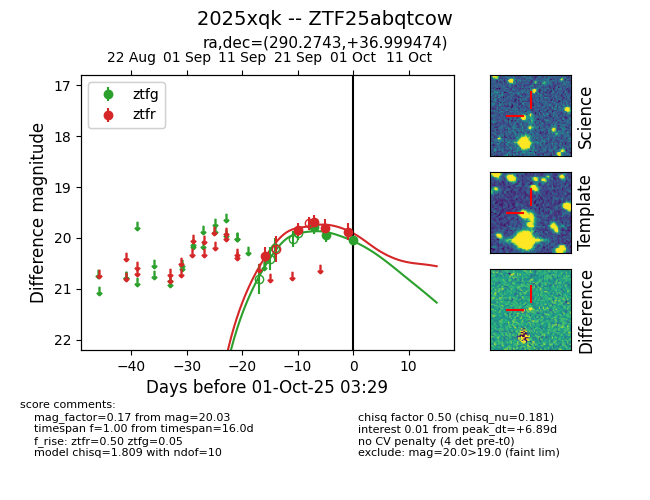 2025xqk -- ZTF25abqtcow
ra,dec=(290.2743,+36.999474)
22 Aug 01 Sep 11 Sep 21 Sep 01 Oct 11 Oct
ztfg
ztfr
17
18
19
20
21
22
Difference magnitude
−40 −30 −20 −10 0 10
Days before 01-Oct-25 03:29
Science
Template
Difference
score comments:
mag_factor=0.17 from mag=20.03
timespan f=1.00 from timespan=16.0d
f_rise: ztfr=0.50 ztfg=0.05
model chisq=1.809 with ndof=10
chisq factor 0.50 (chisq_nu=0.181)
interest 0.01 from peak_dt=+6.89d
no CV penalty (4 det pre-t0)
exclude: mag=20.0>19.0 (faint lim)